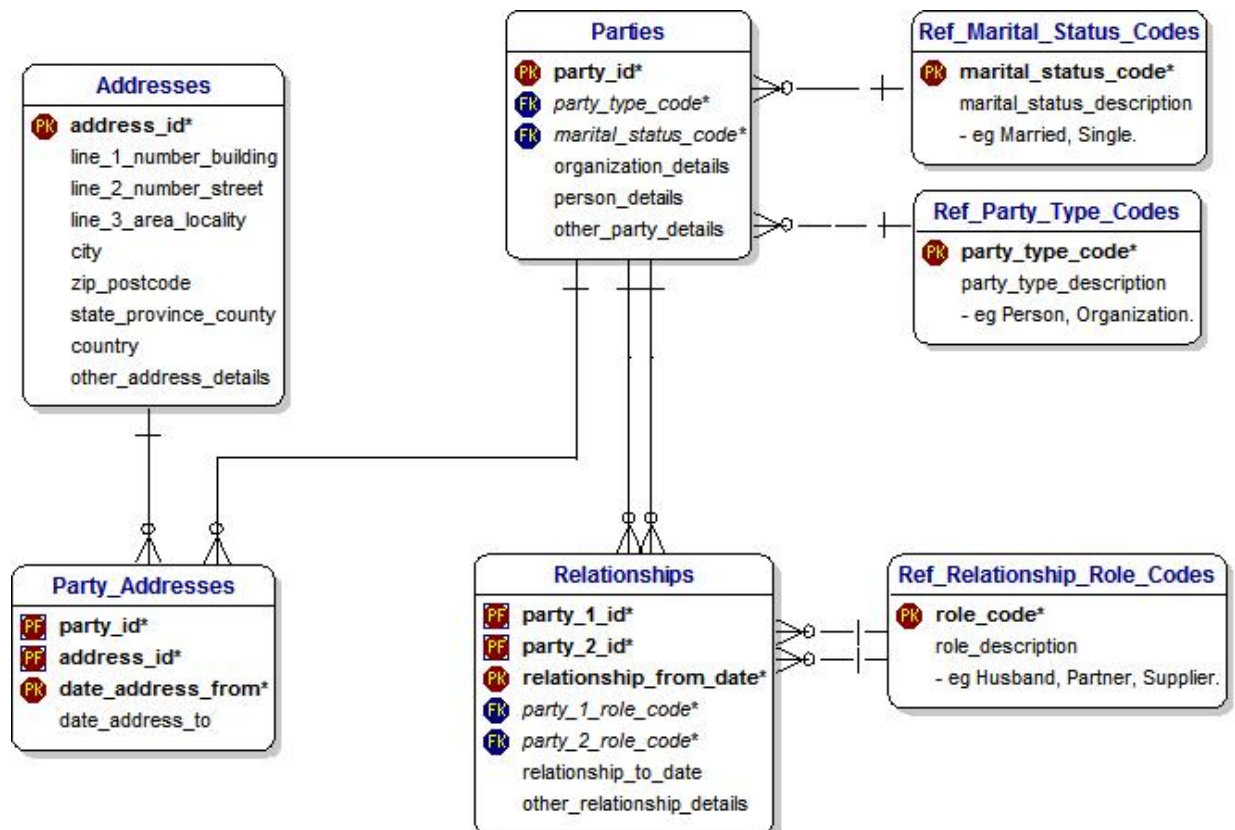 Addresses
PK address_id*
line_1_number_building
line_2_number_street
line_3_area_locality
city
zip_postcode
state_province_county
country
other_address_details
Parties
PK party_id*
FK party_type_code*
FK marital_status_code*
organization_details
person_details
other_party_details
Ref_Marital_Status_Codes
PK marital_status_code*
marital_status_description
- eg Married, Single.
Ref_Party_Type_Codes
PK party_type_code*
party_type_description
- eg Person, Organization.
Party_Addresses
PF party_id*
PF address_id*
PK date_address_from*
date_address_to
Relationships
PF party_1_id*
PF party_2_id*
PK relationship_from_date*
FK party_1_role_code*
FK party_2_role_code*
relationship_to_date
other_relationship_details
Ref_Relationship_Role_Codes
PK role_code*
role_description
- eg Husband, Partner, Supplier.